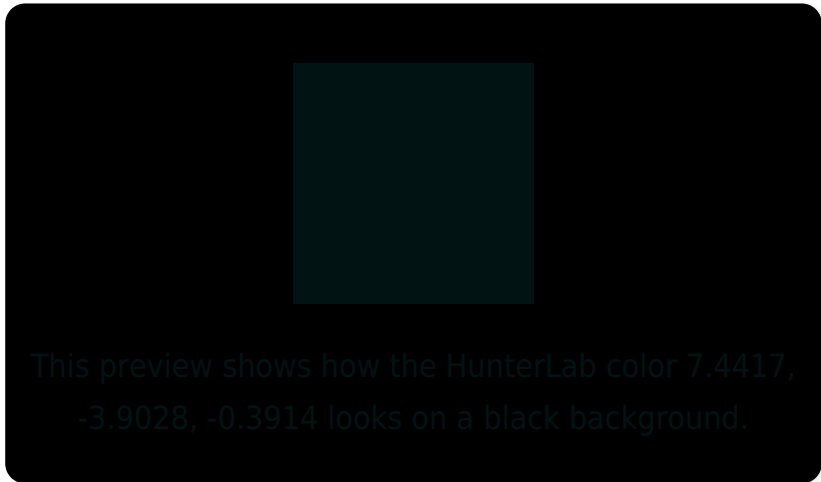 This preview shows how the HunterLab color 7.4417,
-3.9028, -0.3914 looks on a black background.